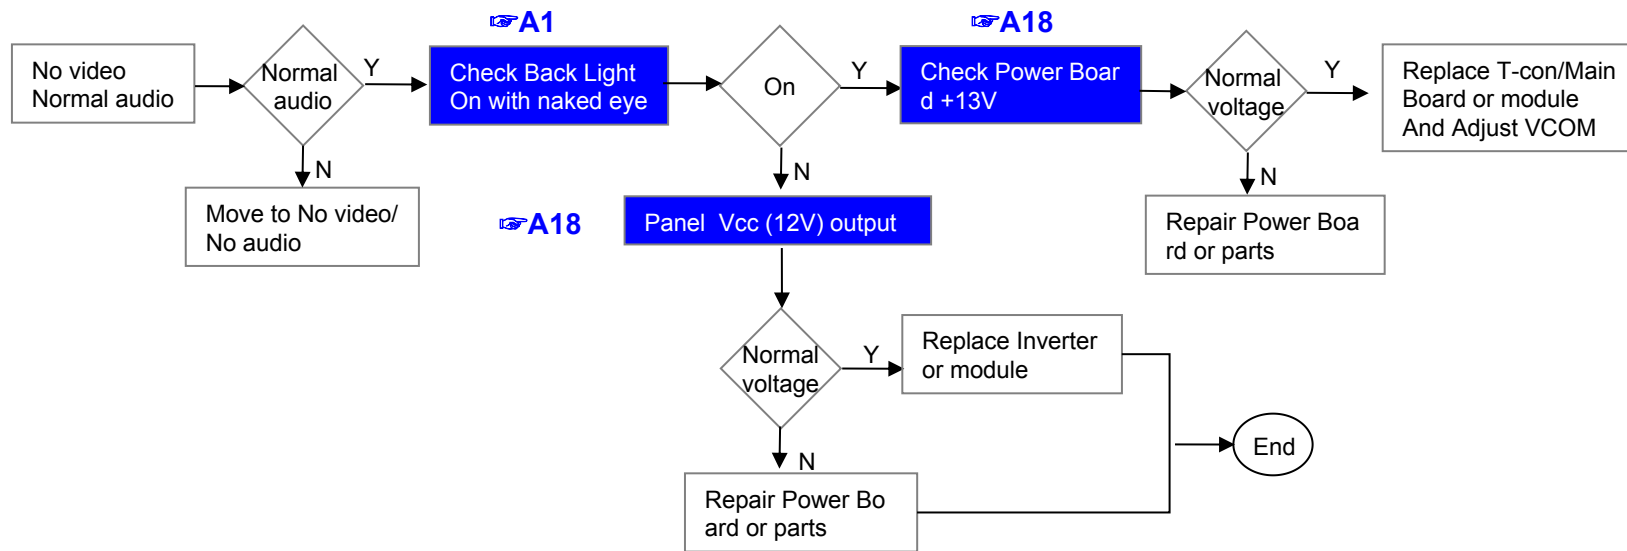 ☞A1
☞A18
No video
Normal audio
Normal
audio
Y
Check Back Light
On with naked eye
On
Y
Check Power Boar
d +13V
Normal
voltage
Y
Replace T-con/Main
Board or module
And Adjust VCOM
N
Move to No video/
No audio
N
☞A18
Panel Vcc (12V) output
N
Repair Power Boa
rd or parts
Normal
voltage
Y
Replace Inverter
or module
End
N
Repair Power Bo
ard or parts